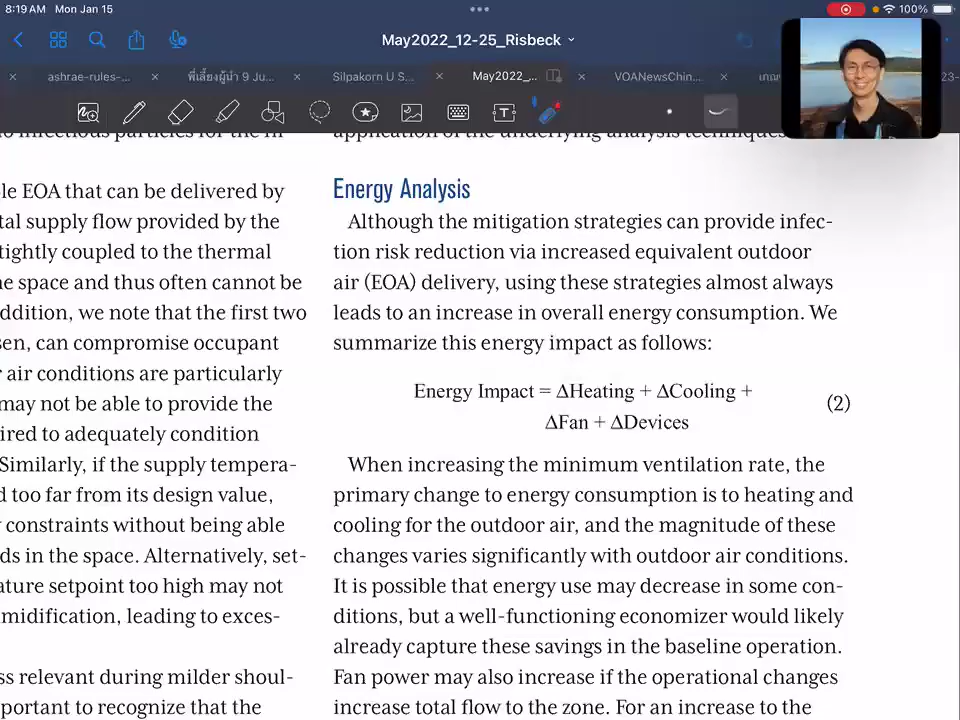 8:19 AM Mon Jan 15
100%
May2022_12-25_Risbeck
ashrae-rules-...
พี่เลี้ยงผู้นำ 9 Ju...
Silpakorn U S...
May2022_...
VOANewsChin...
เกณ
23-
le EOA that can be delivered by
tal supply flow provided by the
tightly coupled to the thermal
e space and thus often cannot be
ddition, we note that the first two
sen, can compromise occupant
r air conditions are particularly
may not be able to provide the
ired to adequately condition
Similarly, if the supply tempera-
d too far from its design value,
constraints without being able
ds in the space. Alternatively, set-
ature setpoint too high may not
midification, leading to exces-
ss relevant during milder shoul-
portant to recognize that the
application of the underlying analysis techniques
Energy Analysis
Although the mitigation strategies can provide infec-
tion risk reduction via increased equivalent outdoor
air (EOA) delivery, using these strategies almost always
leads to an increase in overall energy consumption. We
summarize this energy impact as follows:
Energy Impact = ΔHeating + ΔCooling +
ΔFan + ΔDevices
(2)
When increasing the minimum ventilation rate, the
primary change to energy consumption is to heating and
cooling for the outdoor air, and the magnitude of these
changes varies significantly with outdoor air conditions.
It is possible that energy use may decrease in some con-
ditions, but a well-functioning economizer would likely
already capture these savings in the baseline operation.
Fan power may also increase if the operational changes
increase total flow to the zone. For an increase to the